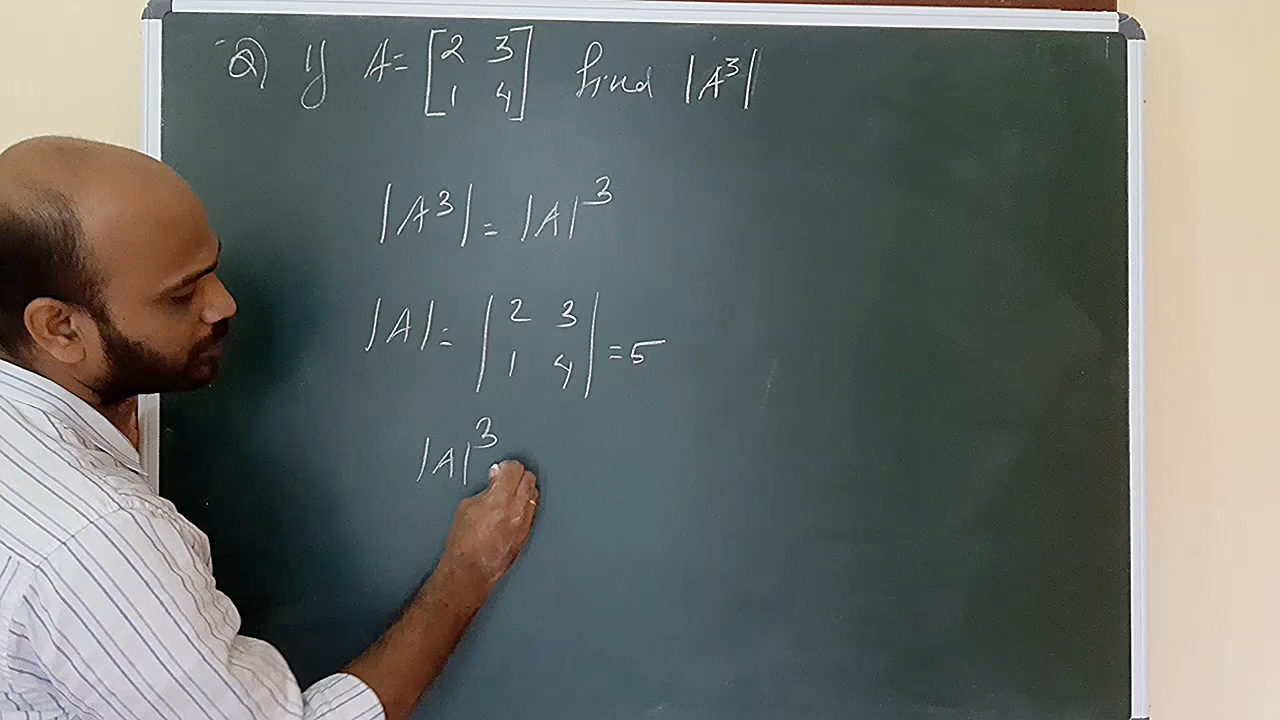 Q) If A = [2 3 1 4] find |A³|
|A³| = |A|³
|A| = |2 3 1 4| = 5
|A|³